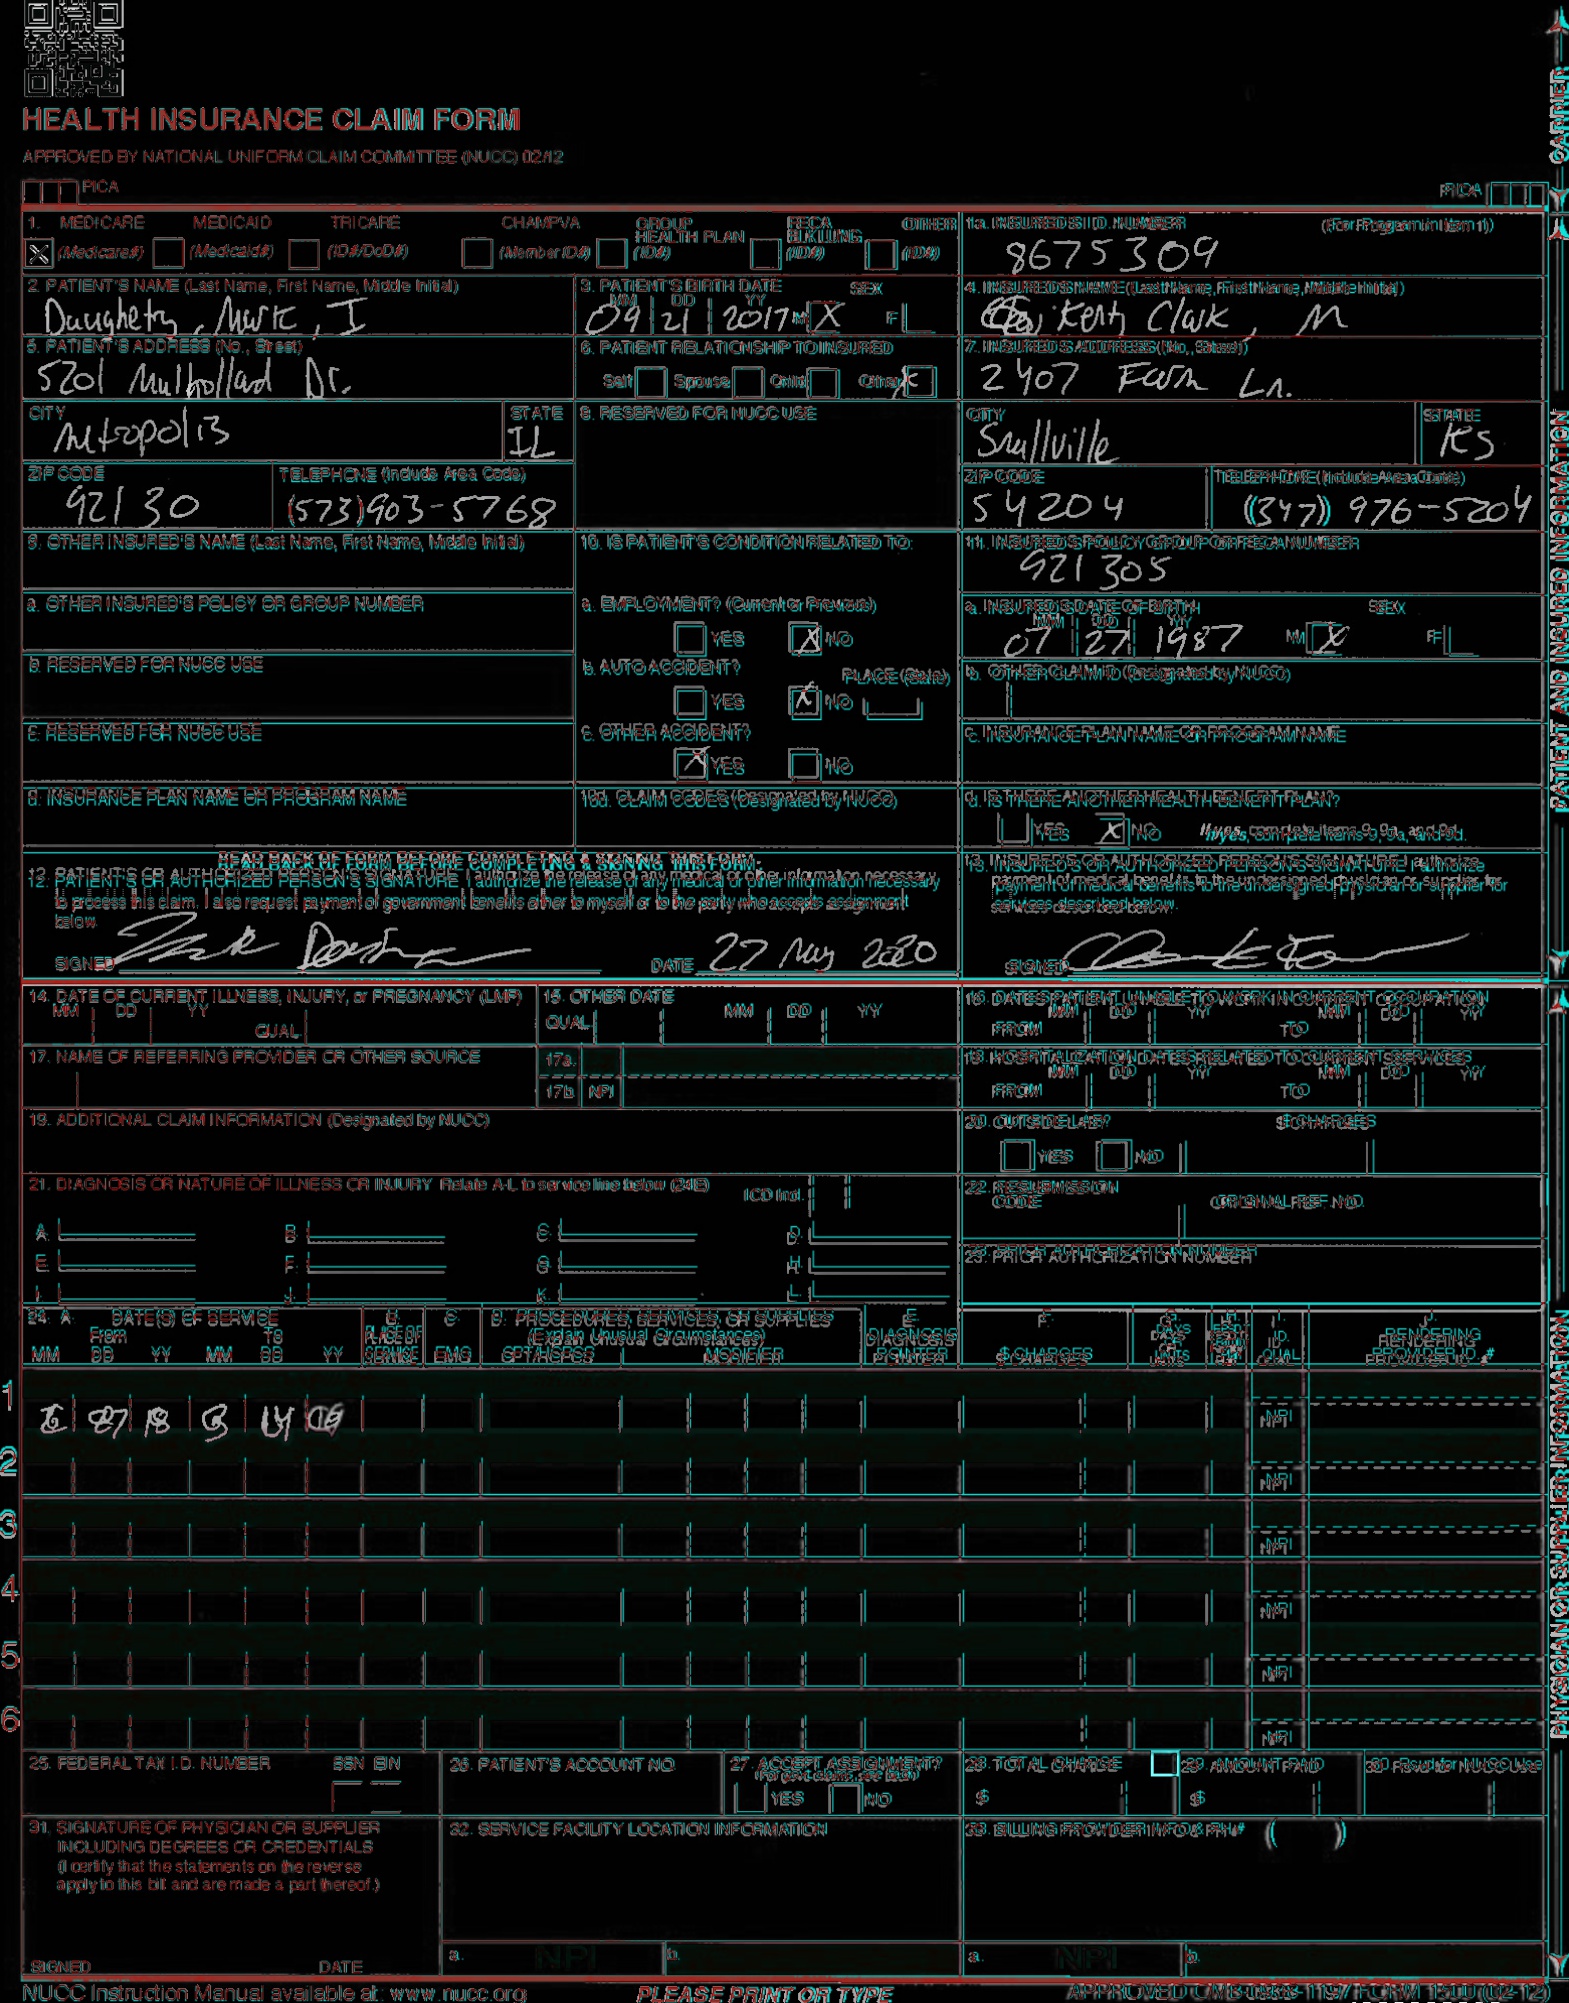 HEALTH INSURANCE CLAIM FORM
APPROVED BY NATIONAL UNIFORM CLAIM COMMITTEE (NUCC) 02/12
PICA PICA
CARRIER
1. MEDICARE MEDICAID TRICARE CHAMPVA GROUP HEALTH PLAN FECA BLK LUNG OTHER
X (Medicare#) (Medicaid#) (ID#/DoD#) (Member ID#) (ID#) (ID#) (ID#)
1a. INSURED'S I.D. NUMBER (For Program in Item 1)
8675309
2. PATIENT'S NAME (Last Name, First Name, Middle Initial)
Daughety, Mark, I
3. PATIENT'S BIRTH DATE SEX
MM DD YY
09 21 2017 M X F
4. INSURED'S NAME (Last Name, First Name, Middle Initial)
Kent, Clark, M
5. PATIENT'S ADDRESS (No., Street)
5201 Dr.
6. PATIENT RELATIONSHIP TO INSURED
Self Spouse Child Other X
7. INSURED'S ADDRESS (No., Street)
2407 Farm Ln.
CITY STATE
Metropolis IL
8. RESERVED FOR NUCC USE
CITY STATE
Smallville KS
ZIP CODE TELEPHONE (Include Area Code)
92130 (573) 903-5768
ZIP CODE TELEPHONE (Include Area Code)
54204 (347) 976-5204
9. OTHER INSURED'S NAME (Last Name, First Name, Middle Initial)
10. IS PATIENT'S CONDITION RELATED TO:
11. INSURED'S POLICY GROUP OR FECA NUMBER
921305
a. OTHER INSURED'S POLICY OR GROUP NUMBER
a. EMPLOYMENT? (Current or Previous)
YES X NO
a. INSURED'S DATE OF BIRTH SEX
MM DD YY
07 27 1987 M X F
b. RESERVED FOR NUCC USE
b. AUTO ACCIDENT? PLACE (State)
YES X NO
b. OTHER CLAIM ID (Designated by NUCC)
c. RESERVED FOR NUCC USE
c. OTHER ACCIDENT?
X YES NO
c. INSURANCE PLAN NAME OR PROGRAM NAME
d. INSURANCE PLAN NAME OR PROGRAM NAME
10d. CLAIM CODES (Designated by NUCC)
d. IS THERE ANOTHER HEALTH BENEFIT PLAN?
YES X NO If yes, complete items 9, 9a, and 9d.
READ BACK OF FORM BEFORE COMPLETING & SIGNING THIS FORM.
12. PATIENT'S OR AUTHORIZED PERSON'S SIGNATURE I authorize the release of any medical or other information necessary
to process this claim. I also request payment of government benefits either to myself or to the party who accepts assignment
below.
SIGNED DATE 22 May 2020
13. INSURED'S OR AUTHORIZED PERSON'S SIGNATURE I authorize
payment of medical benefits to the undersigned physician or supplier for
services described below.
SIGNED
PATIENT AND INSURED INFORMATION
14. DATE OF CURRENT ILLNESS, INJURY, or PREGNANCY (LMP)
MM DD YY
QUAL.
15. OTHER DATE
QUAL. MM DD YY
16. DATES PATIENT UNABLE TO WORK IN CURRENT OCCUPATION
MM DD YY MM DD YY
FROM TO
17. NAME OF REFERRING PROVIDER OR OTHER SOURCE
17a.
17b. NPI
18. HOSPITALIZATION DATES RELATED TO CURRENT SERVICES
MM DD YY MM DD YY
FROM TO
19. ADDITIONAL CLAIM INFORMATION (Designated by NUCC)
20. OUTSIDE LAB? $ CHARGES
YES NO
21. DIAGNOSIS OR NATURE OF ILLNESS OR INJURY Relate A-L to service line below (24E) ICD Ind.
A. B. C. D.
E. F. G. H.
I. J. K. L.
22. RESUBMISSION CODE ORIGINAL REF. NO.
23. PRIOR AUTHORIZATION NUMBER
24. A. DATE(S) OF SERVICE B. C. D. PROCEDURES, SERVICES, OR SUPPLIES E. F. G. H. I. J.
From To PLACE OF (Explain Unusual Circumstances) DIAGNOSIS DAYS OR ID. RENDERING
MM DD YY MM DD YY SERVICE EMG CPT/HCPCS MODIFIER POINTER $ CHARGES UNITS QUAL. PROVIDER ID. #
1
18 14
NPI
2
NPI
3
NPI
4
NPI
5
NPI
6
NPI
25. FEDERAL TAX I.D. NUMBER SSN EIN
26. PATIENT'S ACCOUNT NO.
27. ACCEPT ASSIGNMENT?
(For govt. claims, see back)
YES NO
28. TOTAL CHARGE
$
29. AMOUNT PAID
$
30. Rsvd for NUCC Use
31. SIGNATURE OF PHYSICIAN OR SUPPLIER
INCLUDING DEGREES OR CREDENTIALS
(I certify that the statements on the reverse
apply to this bill and are made a part thereof.)
SIGNED DATE
32. SERVICE FACILITY LOCATION INFORMATION
a. NPI b.
33. BILLING PROVIDER INFO & PH# ( )
a. NPI b.
PHYSICIAN OR SUPPLIER INFORMATION
NUCC Instruction Manual available at: www.nucc.org
PLEASE PRINT OR TYPE
APPROVED OMB-0938-1197 FORM 1500 (02-12)